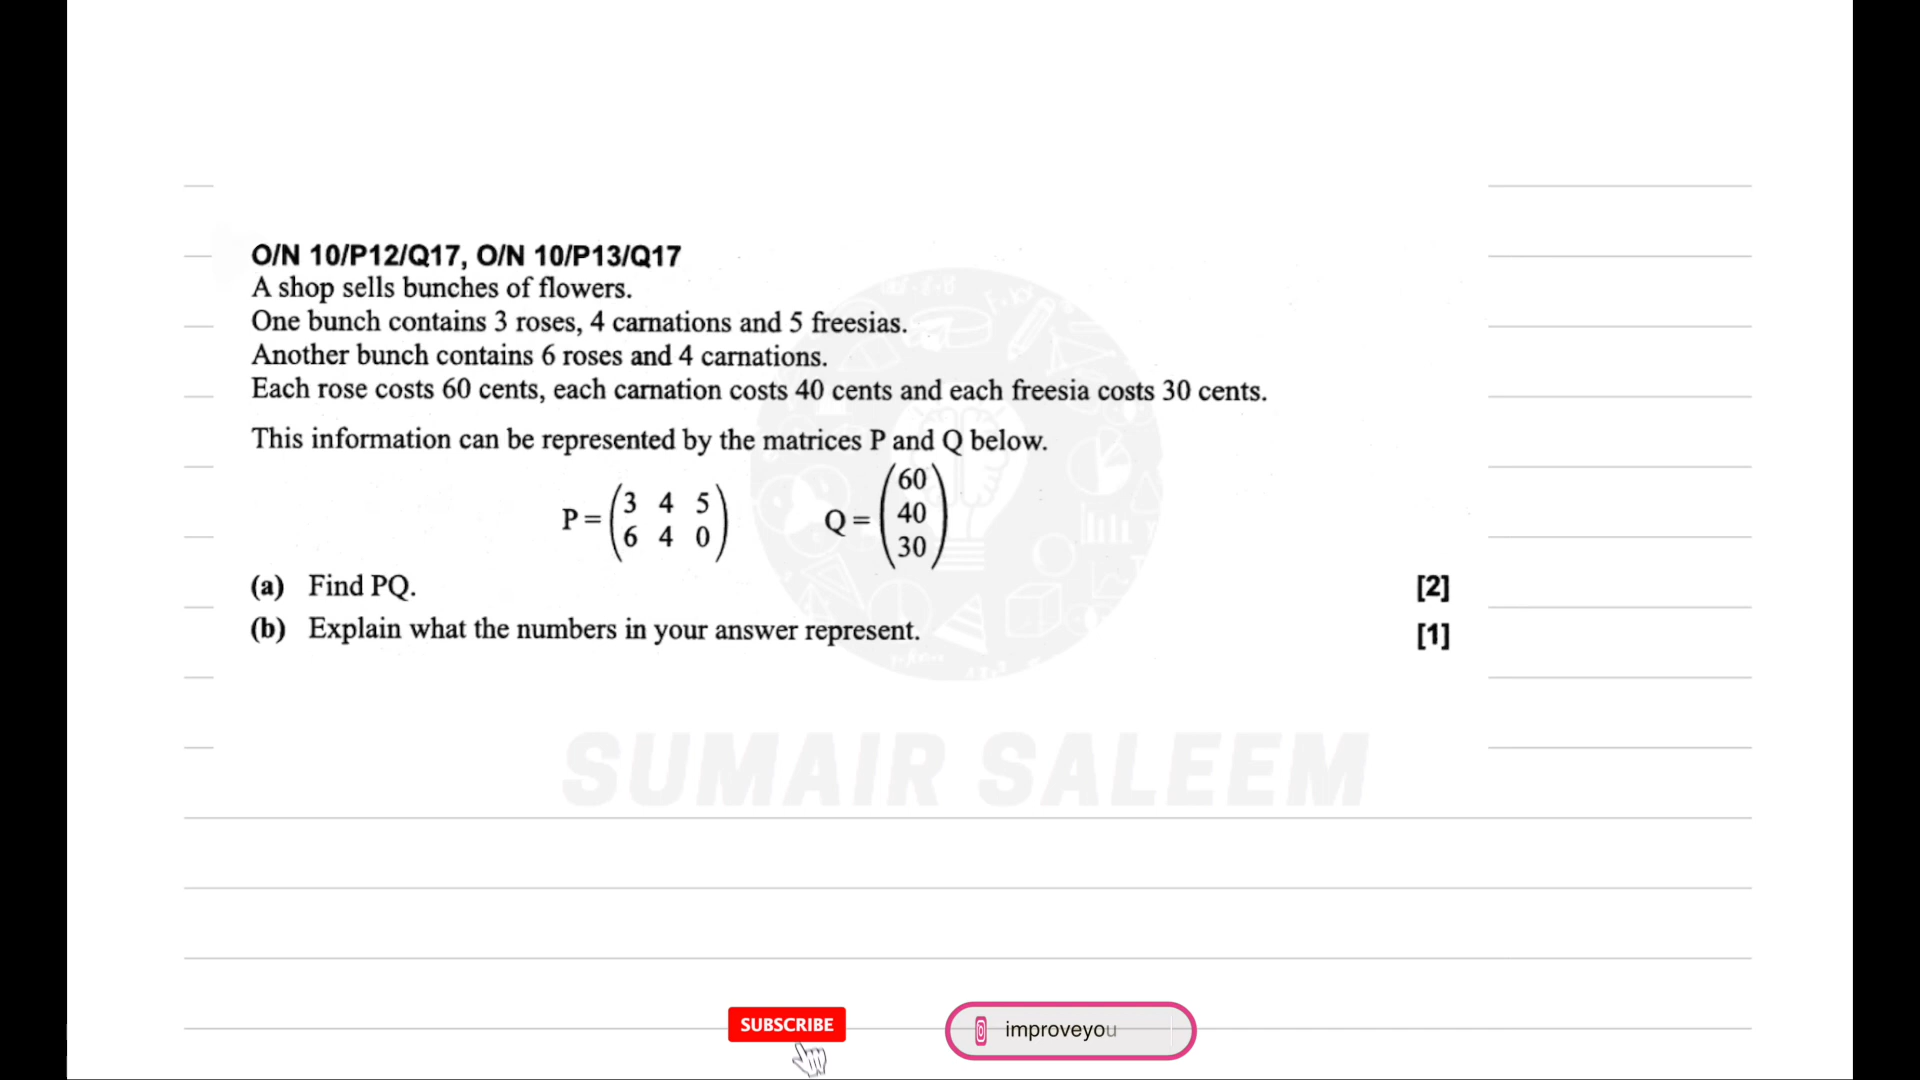 O/N 10/P12/Q17, O/N 10/P13/Q17
A shop sells bunches of flowers.
One bunch contains 3 roses, 4 carnations and 5 freesias.
Another bunch contains 6 roses and 4 carnations.
Each rose costs 60 cents, each carnation costs 40 cents and each freesia costs 30 cents.
This information can be represented by the matrices P and Q below.
P = (3 4 5
6 4 0) Q = (60
40
30)
(a) Find PQ. [2]
(b) Explain what the numbers in your answer represent. [1]
SUMAIR SALEEM
SUBSCRIBE
improveyou